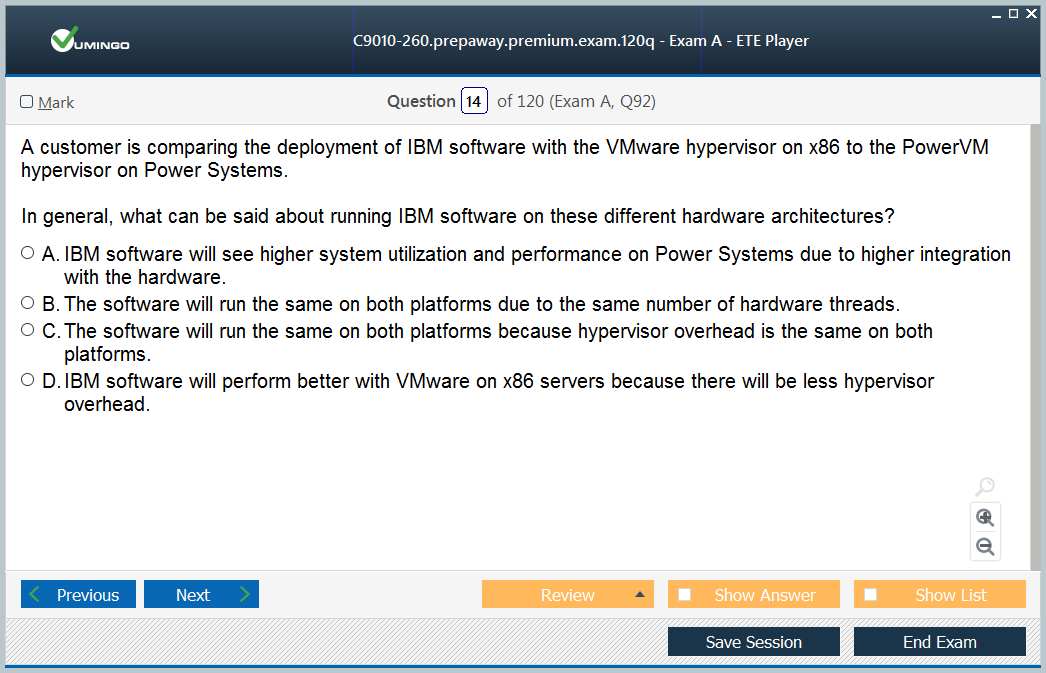 VUMINGO
C9010-260.prepaway.premium.exam.120q - Exam A - ETE Player
Mark
Question 14 of 120 (Exam A, Q92)
A customer is comparing the deployment of IBM software with the VMware hypervisor on x86 to the PowerVM
hypervisor on Power Systems.
In general, what can be said about running IBM software on these different hardware architectures?
A. IBM software will see higher system utilization and performance on Power Systems due to higher integration
with the hardware.
B. The software will run the same on both platforms due to the same number of hardware threads.
C. The software will run the same on both platforms because hypervisor overhead is the same on both
platforms.
D. IBM software will perform better with VMware on x86 servers because there will be less hypervisor
overhead.
Previous Next Review Show Answer Show List
Save Session End Exam